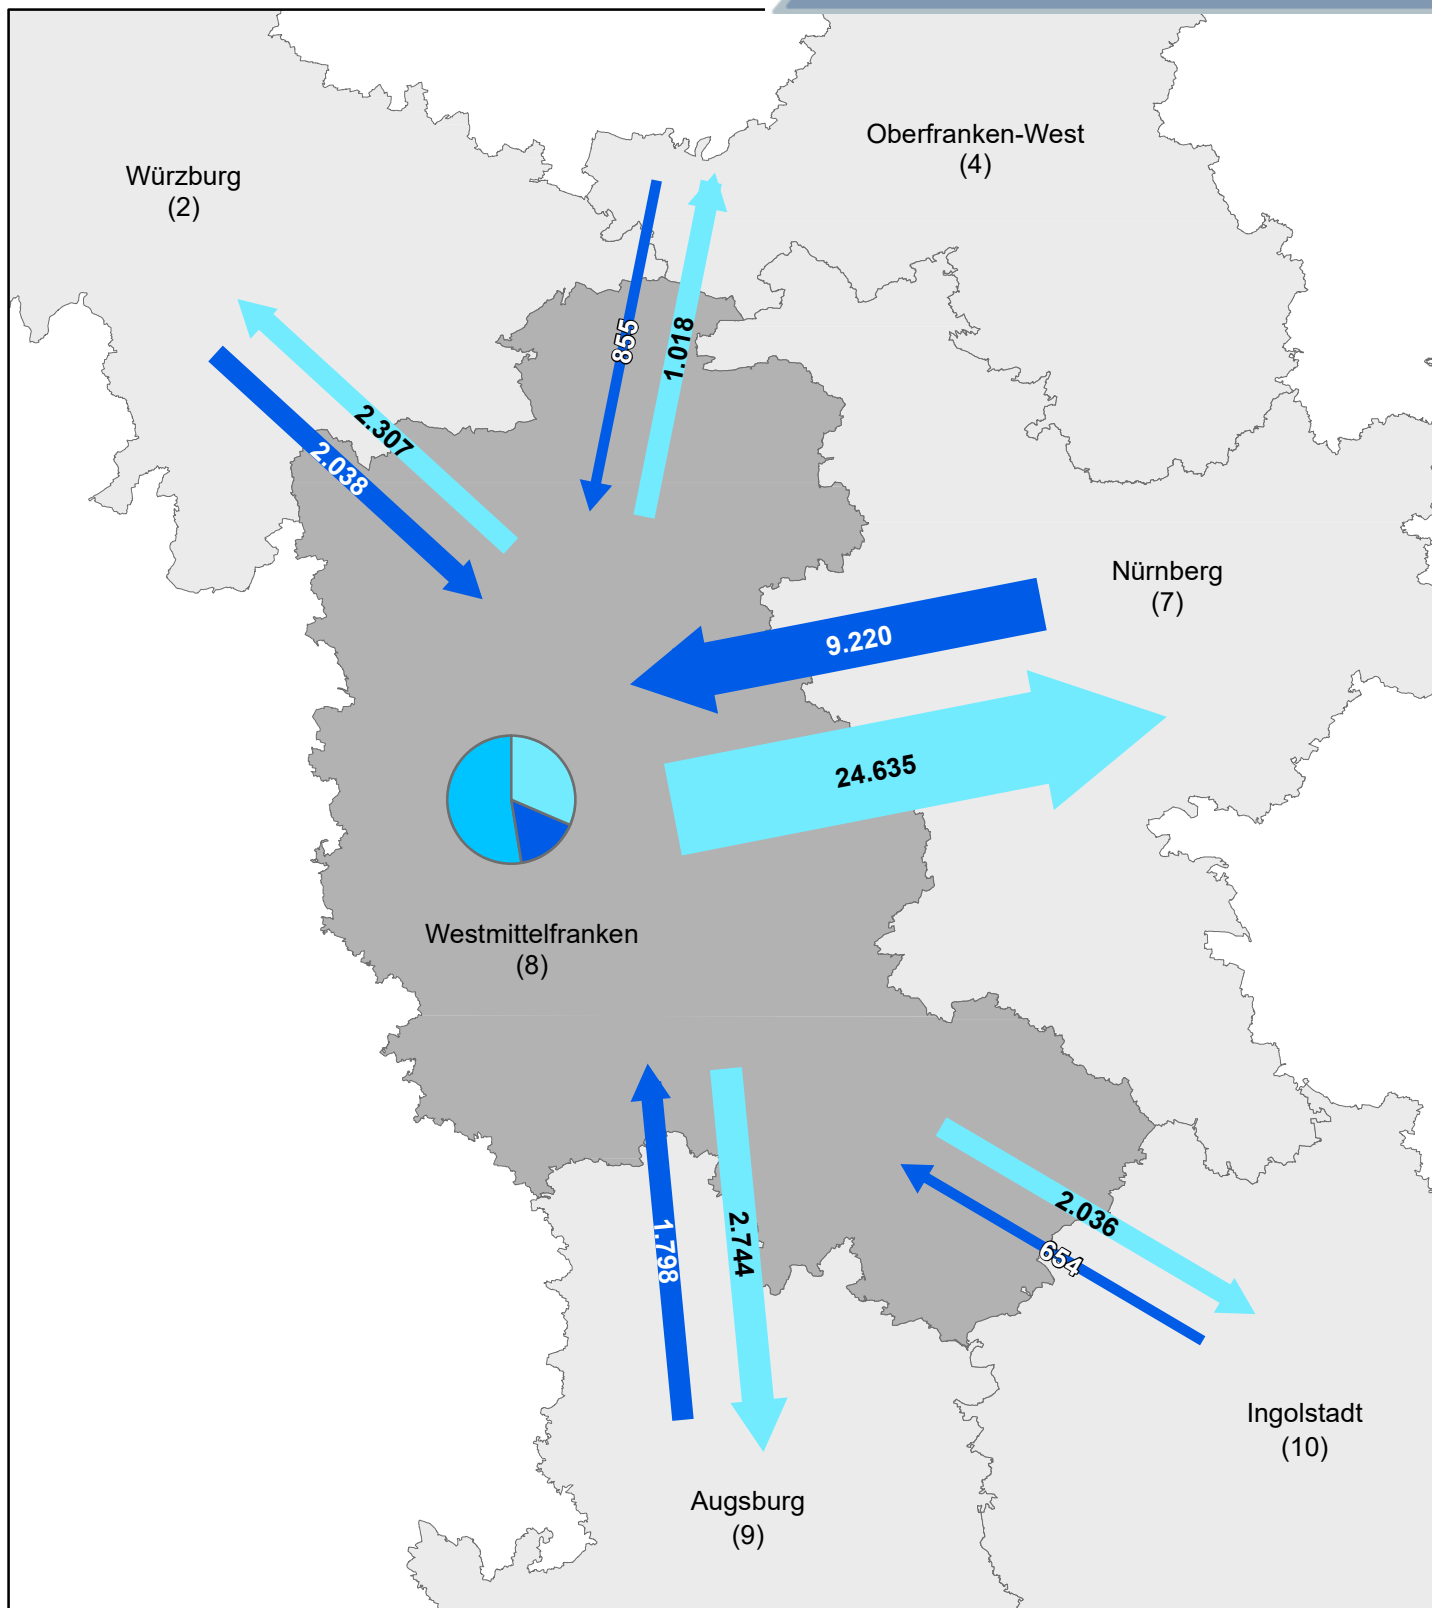 Oberfranken-West
(4)
Würzburg
(2)
855
1.018
2.307
2.038
Nürnberg
(7)
9.220
24.635
Westmittelfranken
(8)
1.798
2.744
2.036
654
Ingolstadt
(10)
Augsburg
(9)